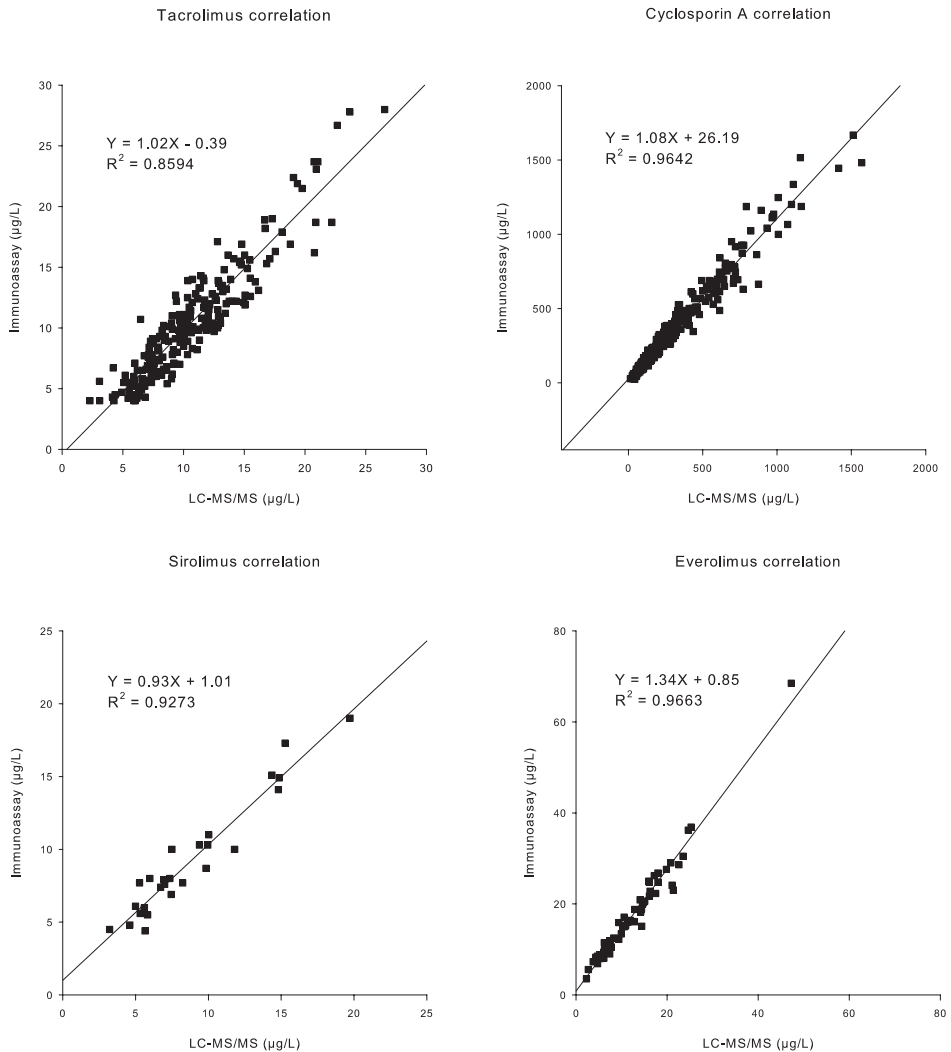 Tacrolimus correlation
Y = 1.02X - 0.39
R² = 0.8594
Immunoassay (µg/L)
30
25
20
15
10
5
0
0 5 10 15 20 25 30
LC-MS/MS (µg/L)
Cyclosporin A correlation
Y = 1.08X + 26.19
R² = 0.9642
Immunoassay (µg/L)
2000
1500
1000
500
0
0 500 1000 1500 2000
LC-MS/MS (µg/L)
Sirolimus correlation
Y = 0.93X + 1.01
R² = 0.9273
Immunoassay (µg/L)
25
20
15
10
5
0
0 5 10 15 20 25
LC-MS/MS (µg/L)
Everolimus correlation
Y = 1.34X + 0.85
R² = 0.9663
Immunoassay (µg/L)
80
60
40
20
0
0 20 40 60 80
LC-MS/MS (µg/L)